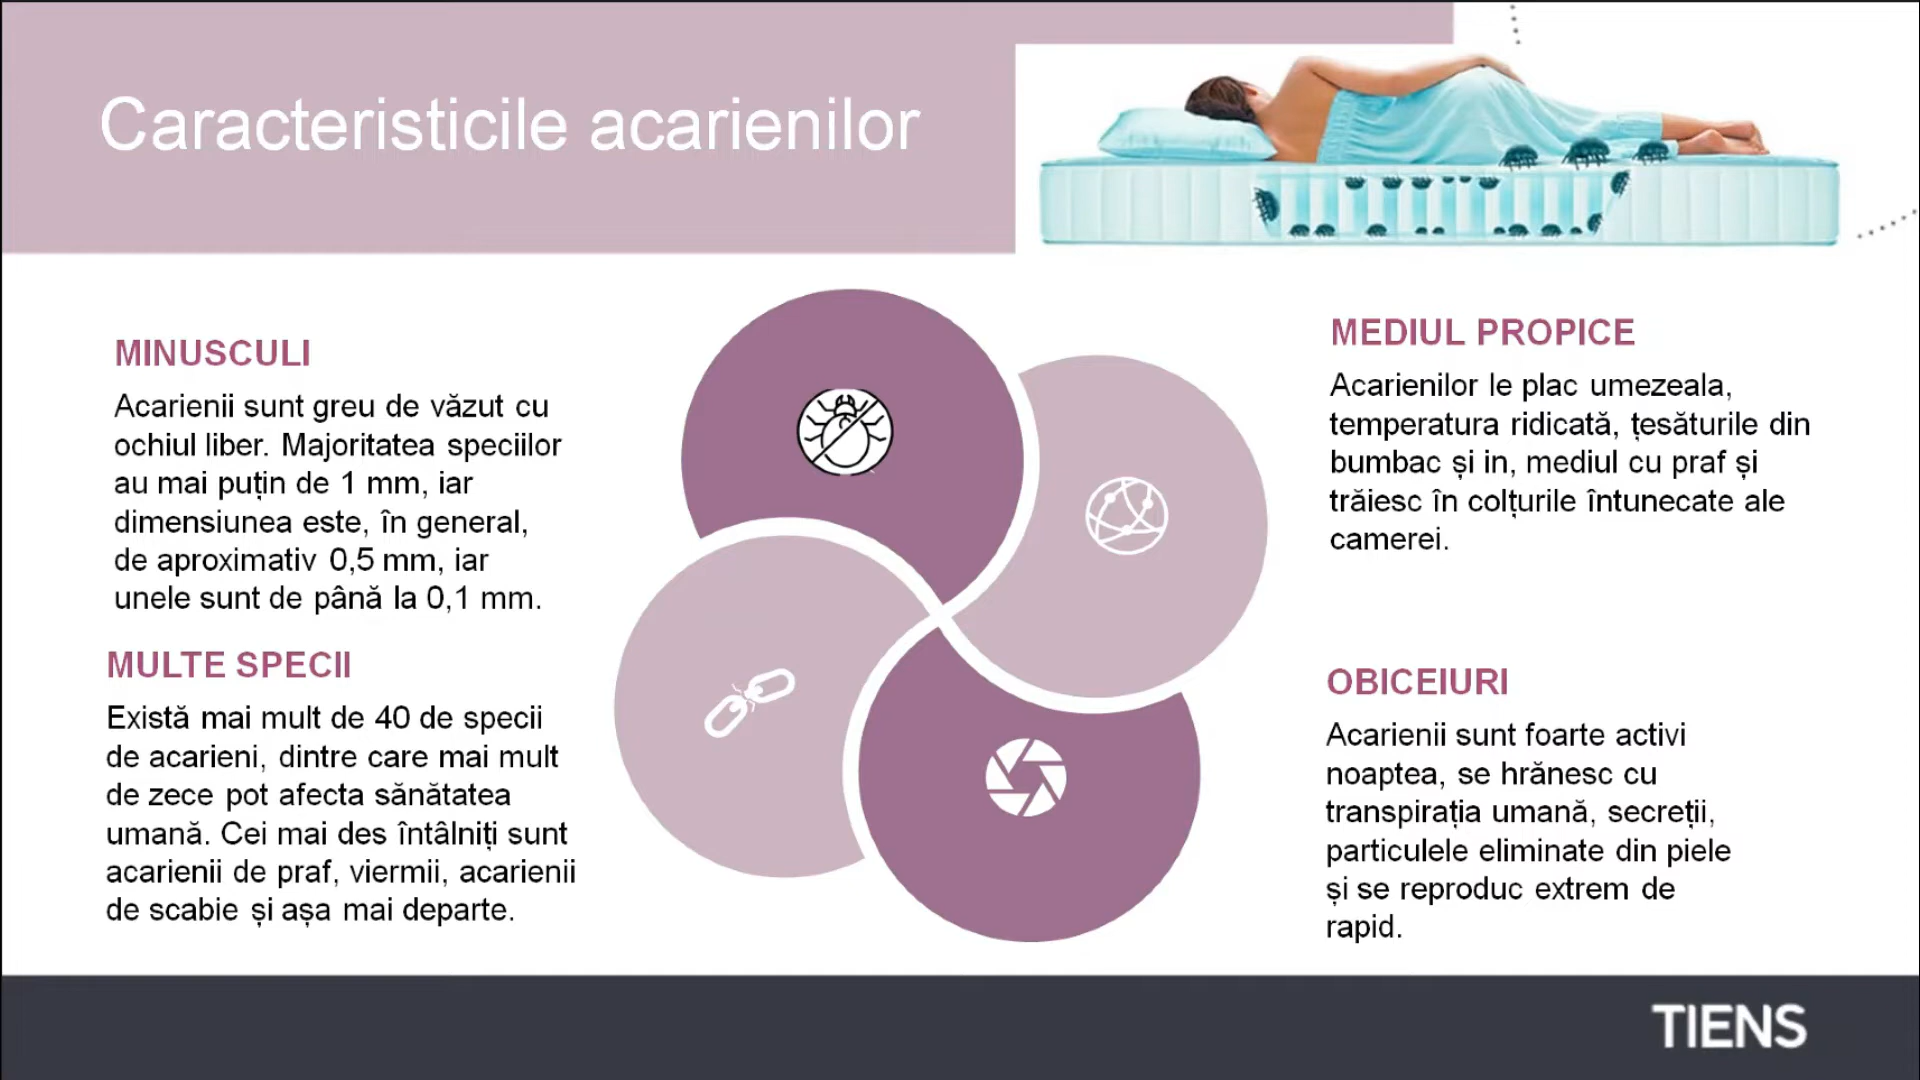 Caracteristicile acarienilor
MINUSCULI
Acarienii sunt greu de văzut cu
ochiul liber. Majoritatea speciilor
au mai puțin de 1 mm, iar
dimensiunea este, în general,
de aproximativ 0,5 mm, iar
unele sunt de până la 0,1 mm.
MULTE SPECII
Există mai mult de 40 de specii
de acarieni, dintre care mai mult
de zece pot afecta sănătatea
umană. Cei mai des întâlniți sunt
acarienii de praf, viermii, acarienii
de scabie și așa mai departe.
MEDIUL PROPICE
Acarienilor le plac umezeala,
temperatura ridicată, țesăturile din
bumbac și in, mediul cu praf și
trăiesc în colțurile întunecate ale
camerei.
OBICEIURI
Acarienii sunt foarte activi
noaptea, se hrănesc cu
transpirația umană, secreții,
particulele eliminate din piele
și se reproduc extrem de
rapid.
TIENS